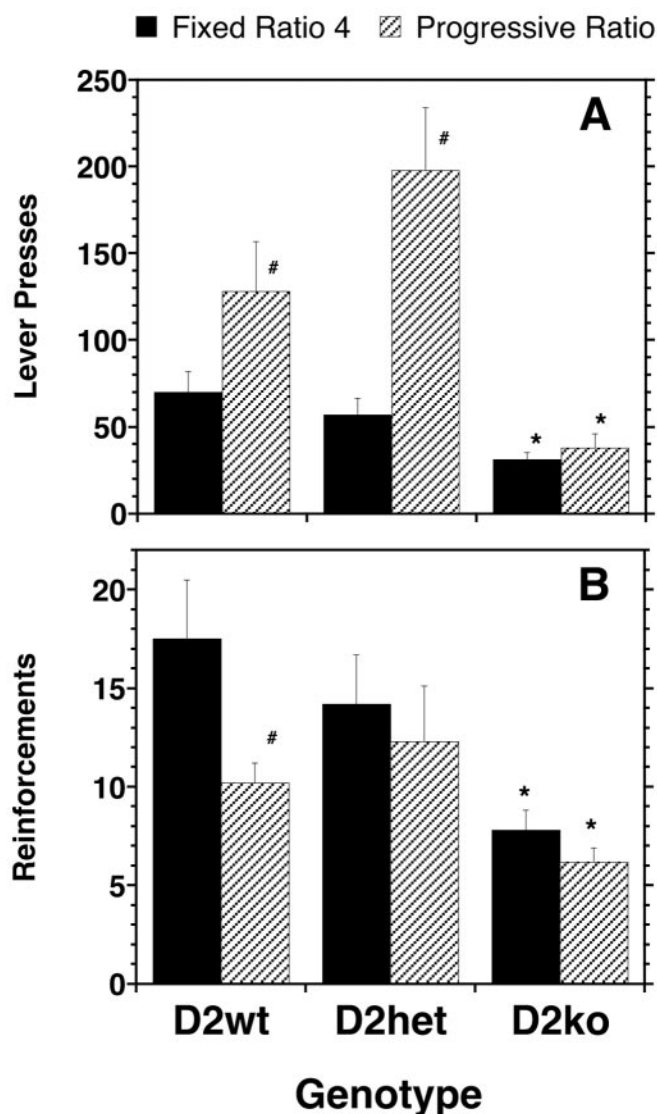 Fixed Ratio 4 Progressive Ratio
A
250
200
150
100
50
0
Lever Pressses
# # * *
B
20
15
10
5
0
Reinforcements
# * *
D2wt D2het D2ko
Genotype